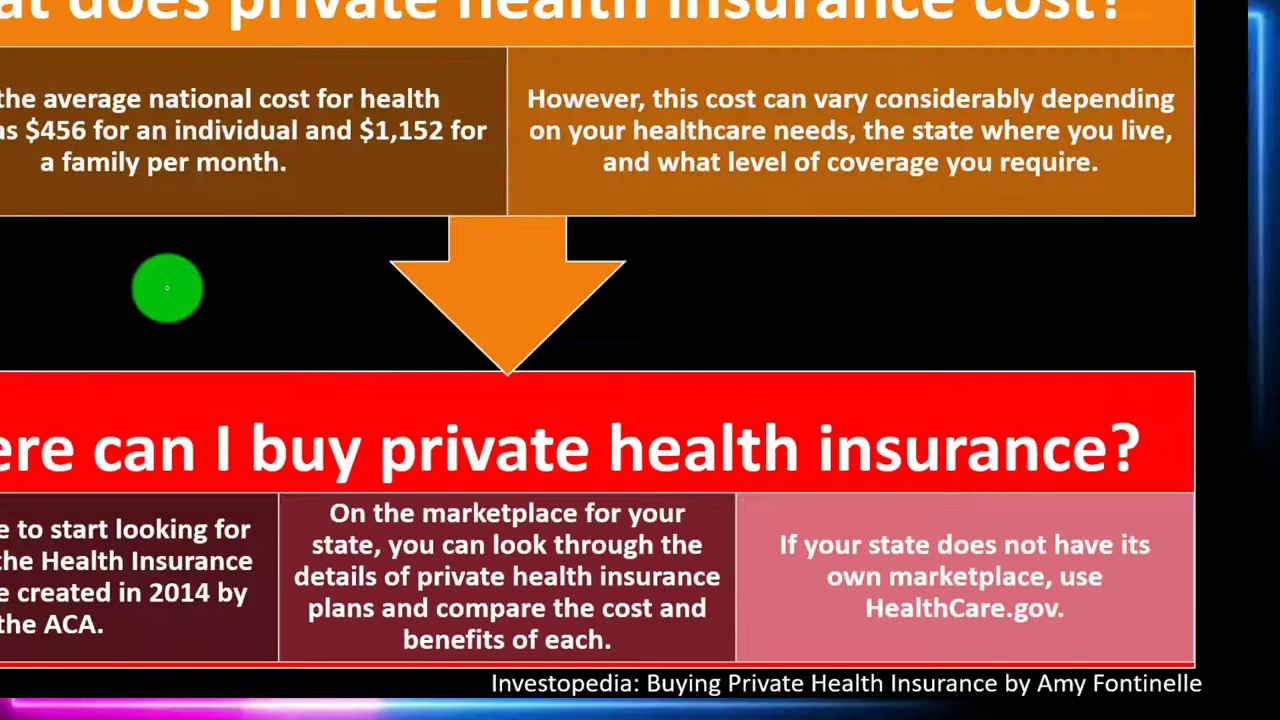 at does private health insurance cost?
the average national cost for health
as $456 for an individual and $1,152 for
a family per month.
However, this cost can vary considerably depending
on your healthcare needs, the state where you live,
and what level of coverage you require.
ere can I buy private health insurance?
e to start looking for
the Health Insurance
e created in 2014 by
the ACA.
On the marketplace for your
state, you can look through the
details of private health insurance
plans and compare the cost and
benefits of each.
If your state does not have its
own marketplace, use
HealthCare.gov.
Investopedia: Buying Private Health Insurance by Amy Fontinelle